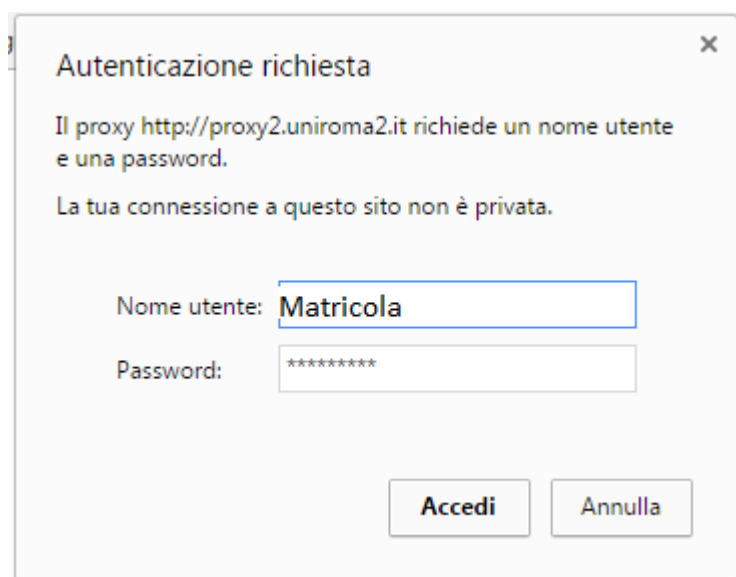 Autenticazione richiesta
Il proxy http://proxy2.uniroma2.it richiede un nome utente
e una password.
La tua connessione a questo sito non è privata.
Nome utente: Matricola
Password: *********
Accedi Annulla